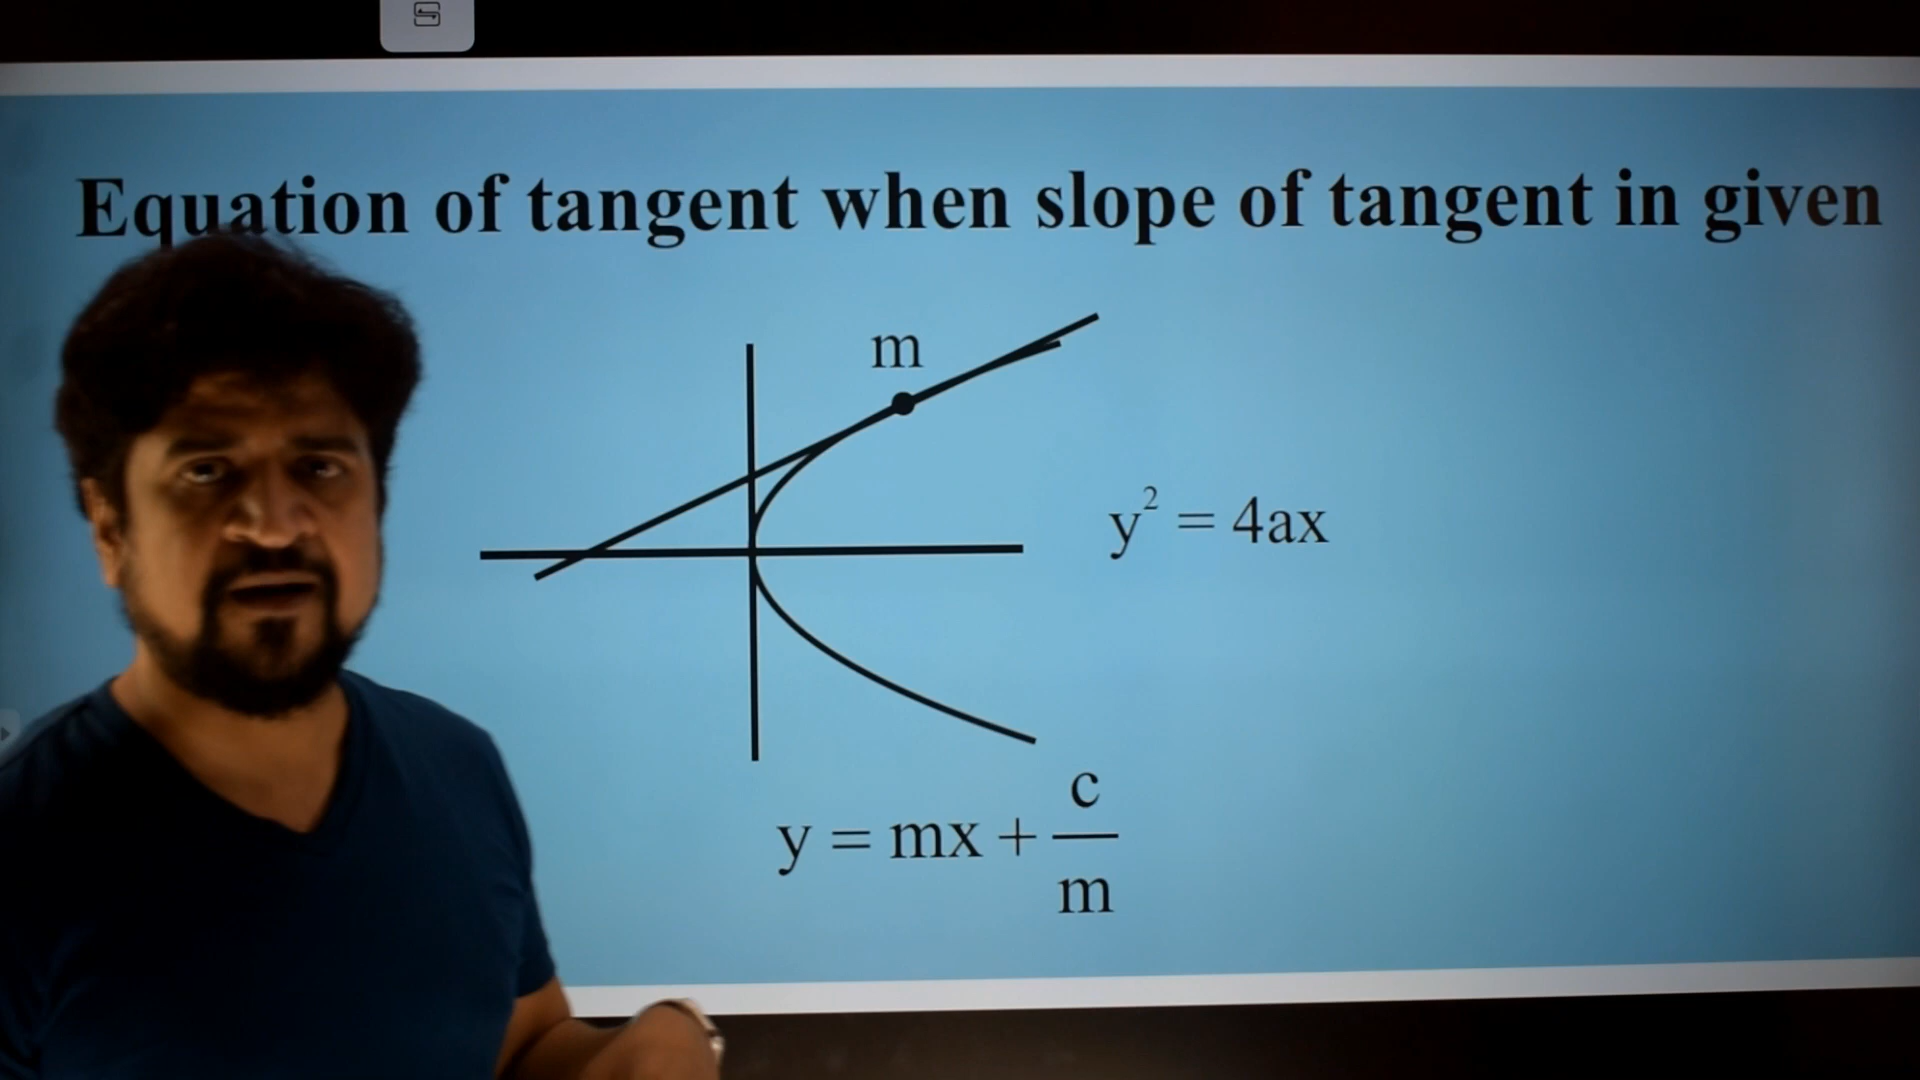 Equation of tangent when slope of tangent in given
m
y² = 4ax
y = mx + c/m